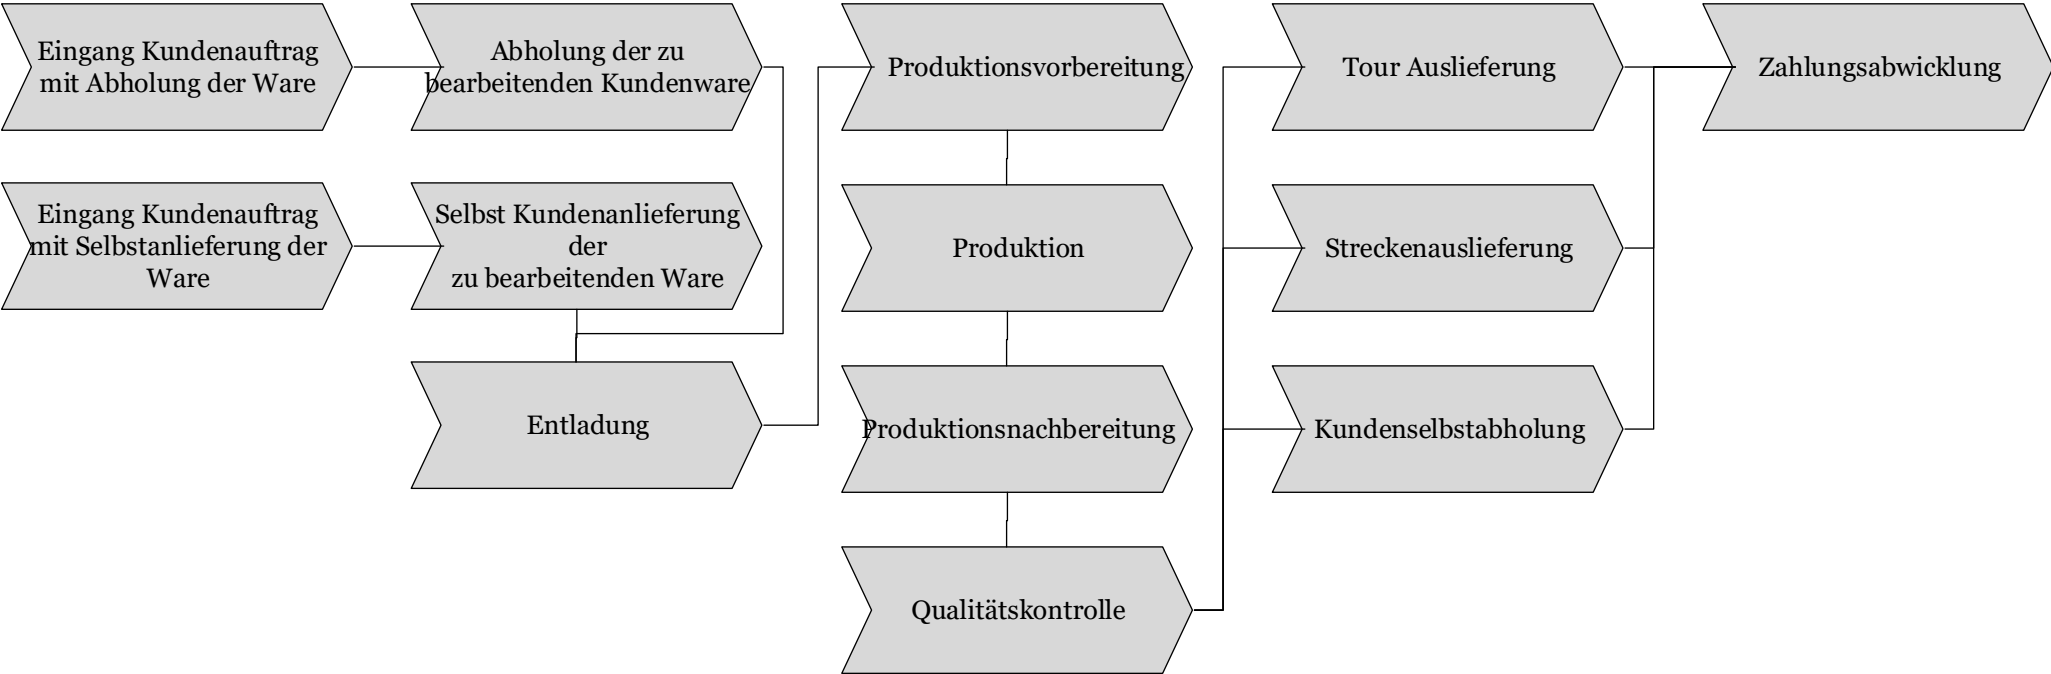 Eingang Kundenauftrag
mit Abholung der Ware
Abholung der zu
bearbeitenden Kundenware
Produktionsvorbereitung
Tour Auslieferung
Zahlungsabwicklung
Eingang Kundenauftrag
mit Selbstanlieferung der
Ware
Selbst Kundenanlieferung
der
zu bearbeitenden Ware
Produktion
Streckenauslieferung
Entladung
Produktionsnachbereitung
Kundenselbstabholung
Qualitätskontrolle